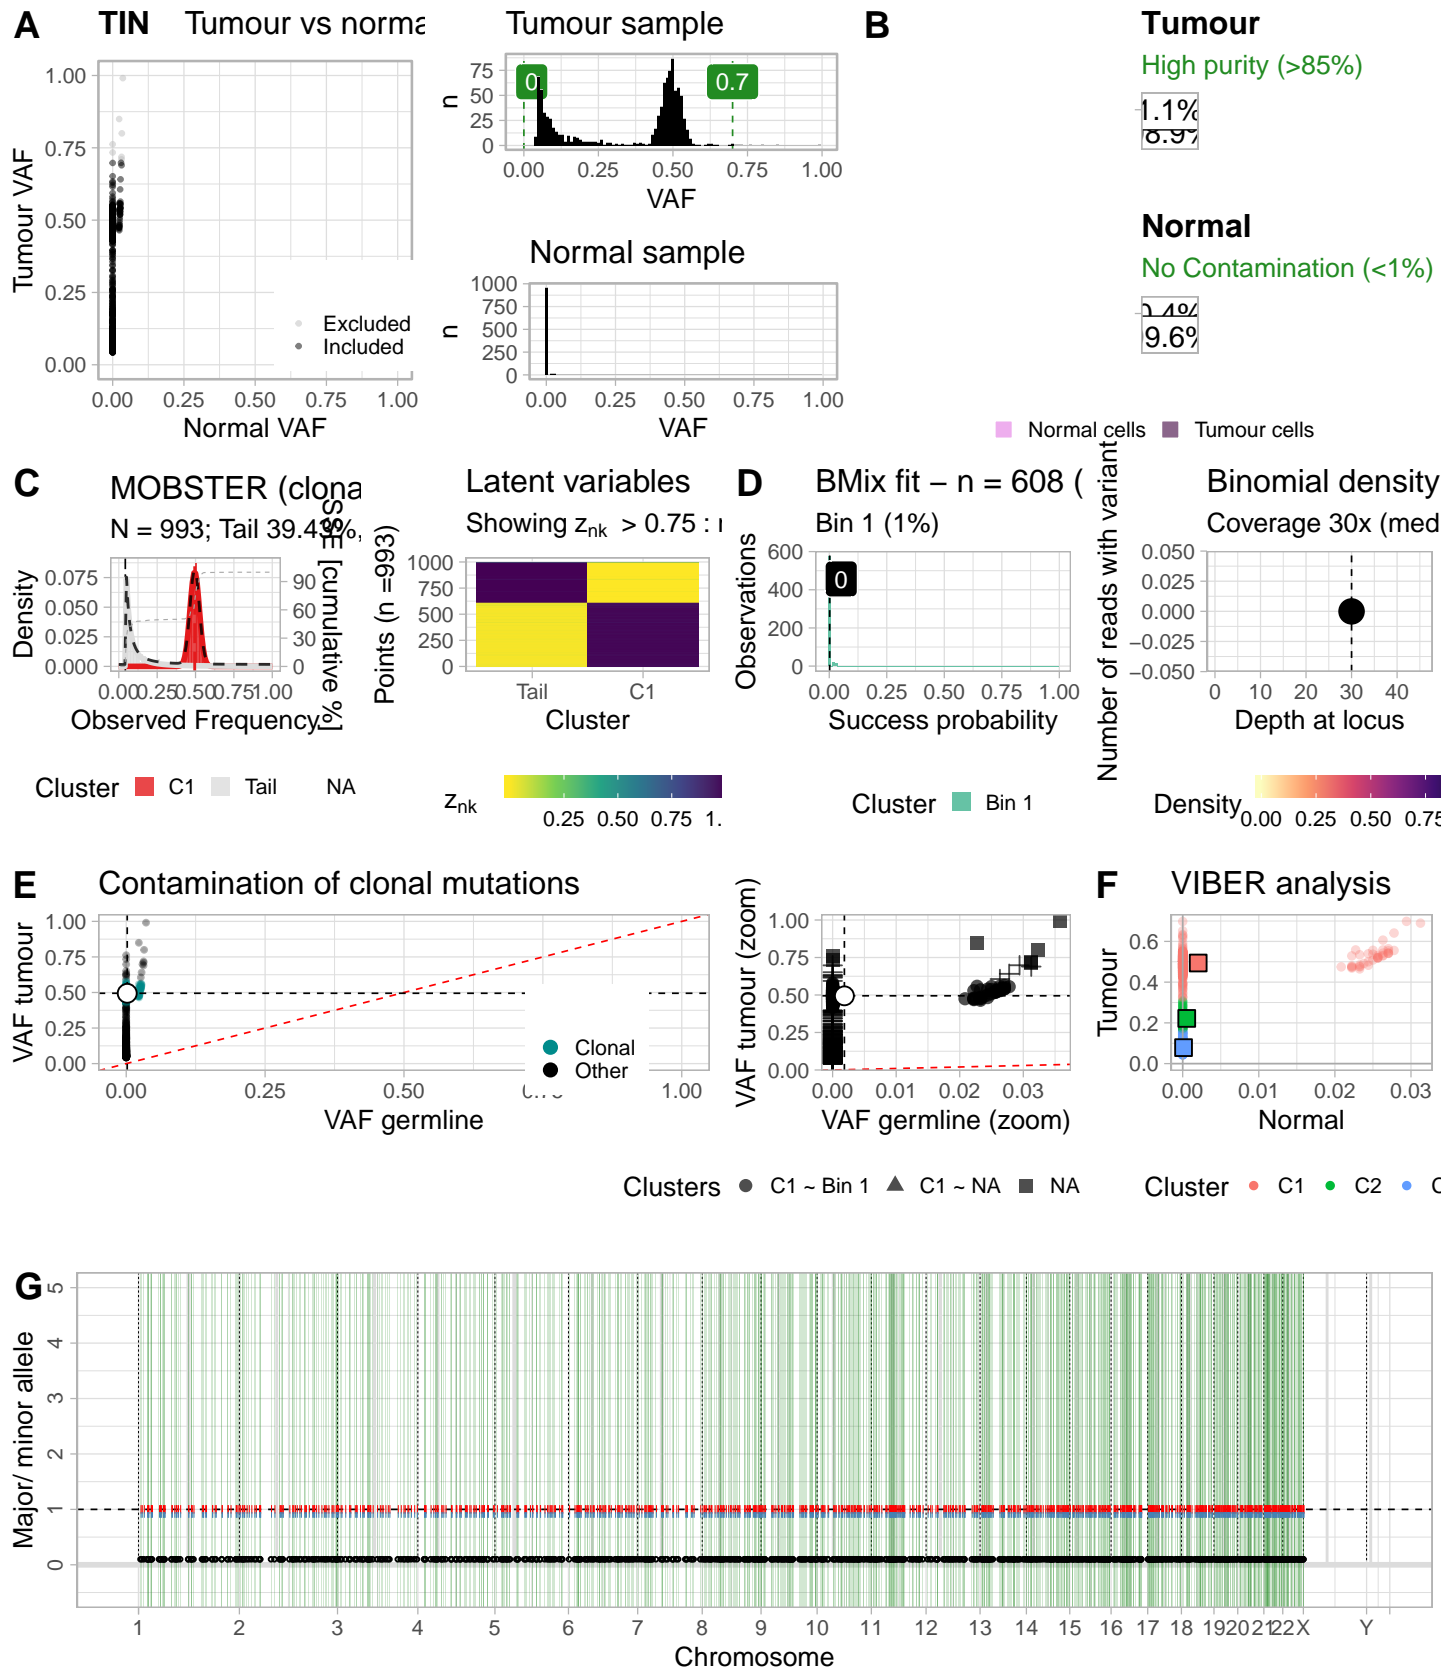 A
TIN
Tumour vs norma
1.00
0.75
0.50
0.25
0.00
Tumour VAF
Excluded
Included
0.00 0.25 0.50 0.75 1.00
Normal VAF
Tumour sample
75
50
25
0
n
0
0.7
0.00 0.25 0.50 0.75 1.00
VAF
Normal sample
1000
750
500
250
0
n
0.00 0.25 0.50 0.75 1.00
VAF
B
Tumour
High purity (>85%)
1.1%
8.9%
Normal
No Contamination (<1%)
0.4%
9.6%
Normal cells Tumour cells
C
MOBSTER (clona
N = 993; Tail 39.43%,
0.075
0.050
0.025
0.000
Density
90
60
30
0
SSE [cumulative %]
0.00 0.25 0.50 0.75 1.00
Observed Frequency
Cluster C1 Tail NA
Latent variables
Showing znk > 0.75 : r
1000
750
500
250
0
Points (n =993)
Tail C1
Cluster
znk
0.25 0.50 0.75 1.
D
BMix fit – n = 608 (
Bin 1 (1%)
600
400
200
0
Observations
0
0.00 0.25 0.50 0.75 1.00
Success probability
Cluster Bin 1
Binomial density
Coverage 30x (med
0.050
0.025
0.000
−0.025
−0.050
Number of reads with variant
0 10 20 30 40
Depth at locus
Density
0.00 0.25 0.50 0.75
E
Contamination of clonal mutations
1.00
0.75
0.50
0.25
0.00
VAF tumour
Clonal
Other
0.00 0.25 0.50 0.75 1.00
VAF germline
1.00
0.75
0.50
0.25
0.00
VAF tumour (zoom)
0.00 0.01 0.02 0.03
VAF germline (zoom)
Clusters C1 ~ Bin 1 C1 ~ NA NA
F
VIBER analysis
0.6
0.4
0.2
0.0
Tumour
0.00 0.01 0.02 0.03
Normal
Cluster C1 C2 C
G
5
4
3
2
1
0
Major/ minor allele
1 2 3 4 5 6 7 8 9 10 11 12 13 14 15 16 17 18 19 20 21 22 X Y
Chromosome